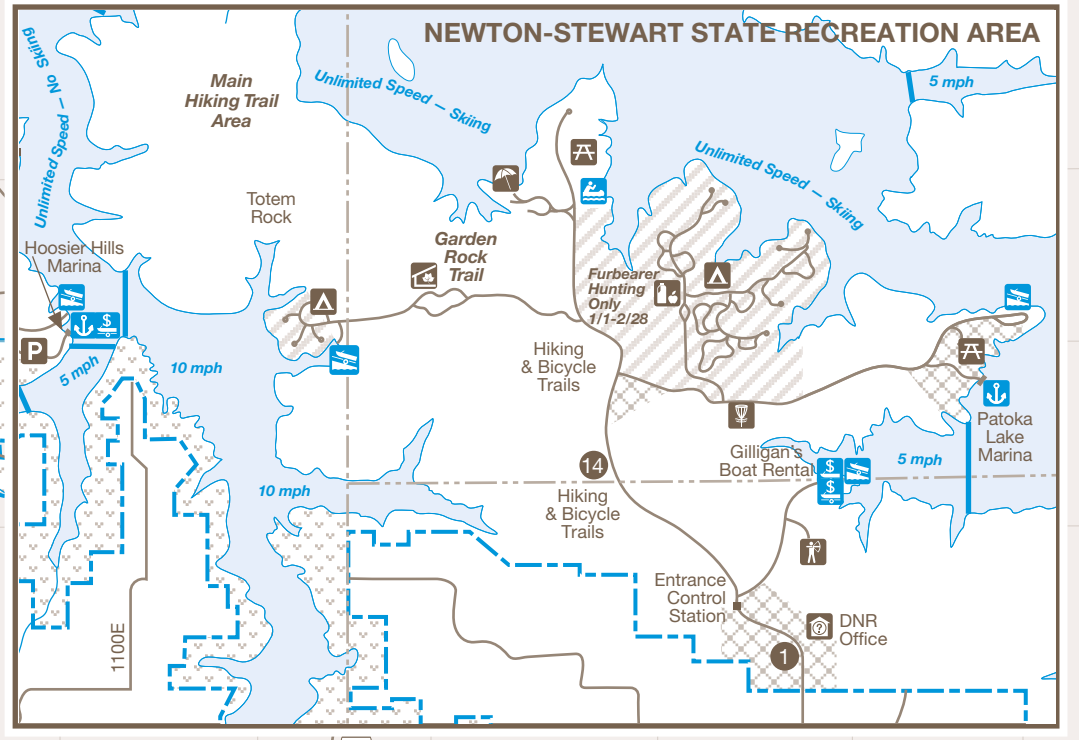 NEWTON-STEWART STATE RECREATION AREA
Unlimited Speed – No Skiing
Main
Hiking Trail
Area
Unlimited Speed – Skiing
5 mph
Unlimited Speed – Skiing
Totem
Rock
Hoosier Hills
Marina
Garden
Rock
Trail
Furbearer
Hunting
Only
1/1-2/28
$
P
5 mph
10 mph
Hiking
& Bicycle
Trails
Patoka
Lake
Marina
Gilligan's
Boat Rental
5 mph
14
$
$
10 mph
Hiking
& Bicycle
Trails
Entrance
Control
Station
?
DNR
Office
1100E
1